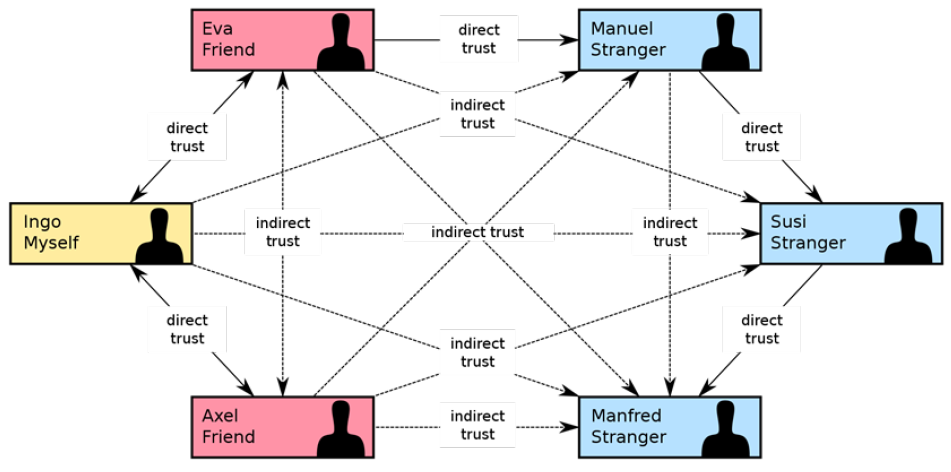 Eva
Friend
direct
trust
Manuel
Stranger
indirect
trust
direct
trust
direct
trust
Ingo
Myself
indirect
trust
indirect trust
indirect
trust
Susi
Stranger
direct
trust
indirect
trust
direct
trust
Axel
Friend
indirect
trust
Manfred
Stranger